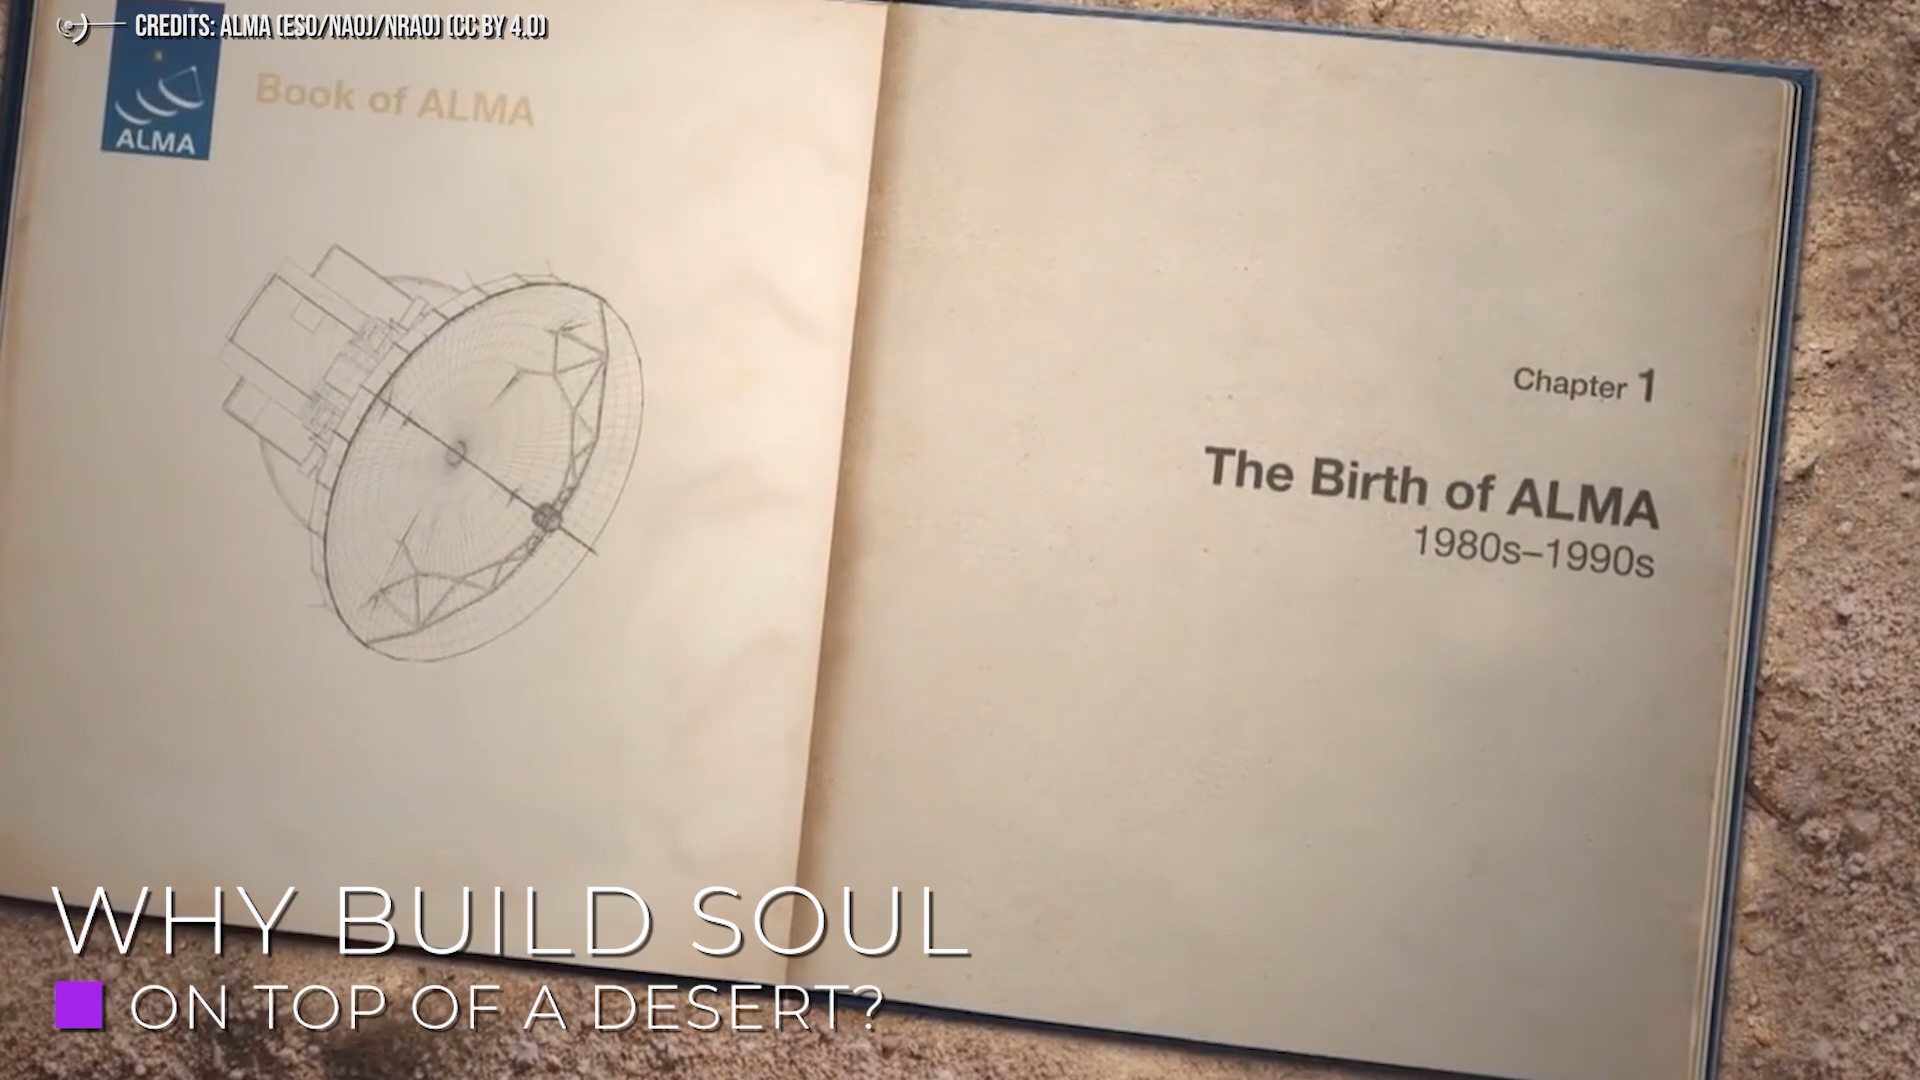 CREDITS: ALMA (ESO/NAOJ/NRAO) (CC BY 4.0)
ALMA
Book of ALMA
Chapter 1
The Birth of ALMA
1980s–1990s
WHY BUILD SOUL
ON TOP OF A DESERT?